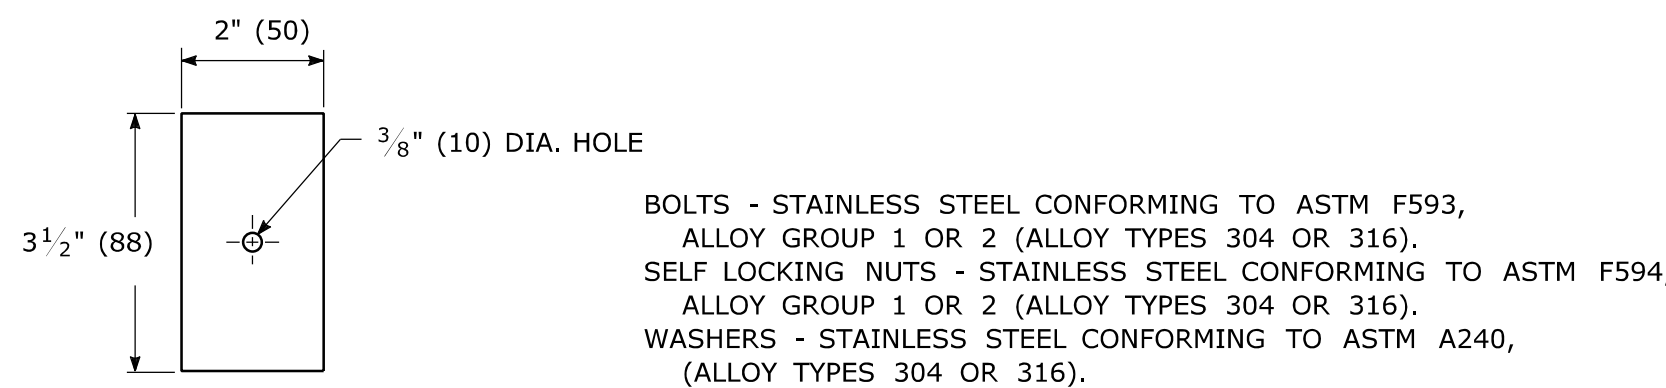 2" (50)
3/8" (10) DIA. HOLE
3 1/2" (88)
BOLTS - STAINLESS STEEL CONFORMING TO ASTM F593,
ALLOY GROUP 1 OR 2 (ALLOY TYPES 304 OR 316).
SELF LOCKING NUTS - STAINLESS STEEL CONFORMING TO ASTM F594,
ALLOY GROUP 1 OR 2 (ALLOY TYPES 304 OR 316).
WASHERS - STAINLESS STEEL CONFORMING TO ASTM A240,
(ALLOY TYPES 304 OR 316).